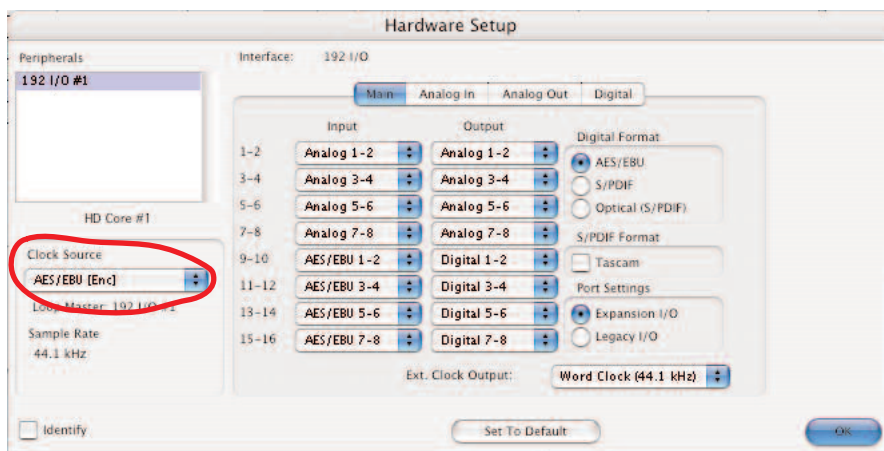 Hardware Setup
Peripherals
192 I/O #1
HD Core #1
Clock Source
AES/EBU [Enc]
Loop Master: 192 I/O #1
Sample Rate
44.1 kHz
Identify
Interface: 192 I/O
Main Analog In Analog Out Digital
Input Output
1-2 Analog 1-2 Analog 1-2
3-4 Analog 3-4 Analog 3-4
5-6 Analog 5-6 Analog 5-6
7-8 Analog 7-8 Analog 7-8
9-10 AES/EBU 1-2 Digital 1-2
11-12 AES/EBU 3-4 Digital 3-4
13-14 AES/EBU 5-6 Digital 5-6
15-16 AES/EBU 7-8 Digital 7-8
Digital Format
AES/EBU
S/PDIF
Optical (S/PDIF)
S/PDIF Format
Tascam
Port Settings
Expansion I/O
Legacy I/O
Ext. Clock Output: Word Clock (44.1 kHz)
Set To Default
OK